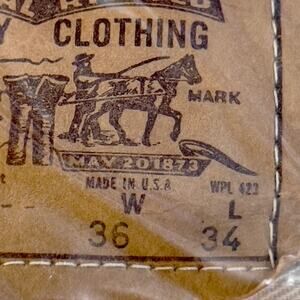 Y CLOTHING
MARK
MAY 20 1873
MADE IN U.S.A. WPL 423
W L
36 34